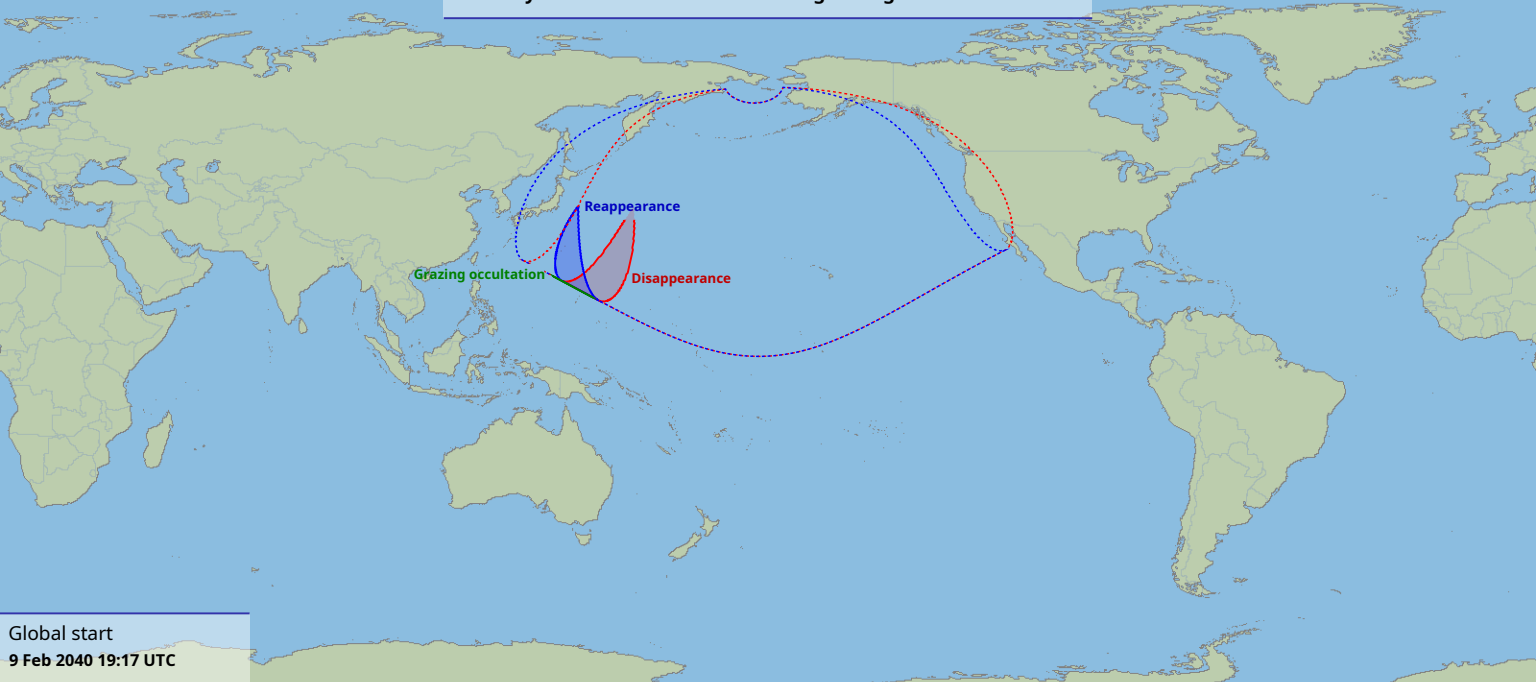 Reappearance
Grazing occultation
Disappearance
Global start
9 Feb 2040 19:17 UTC